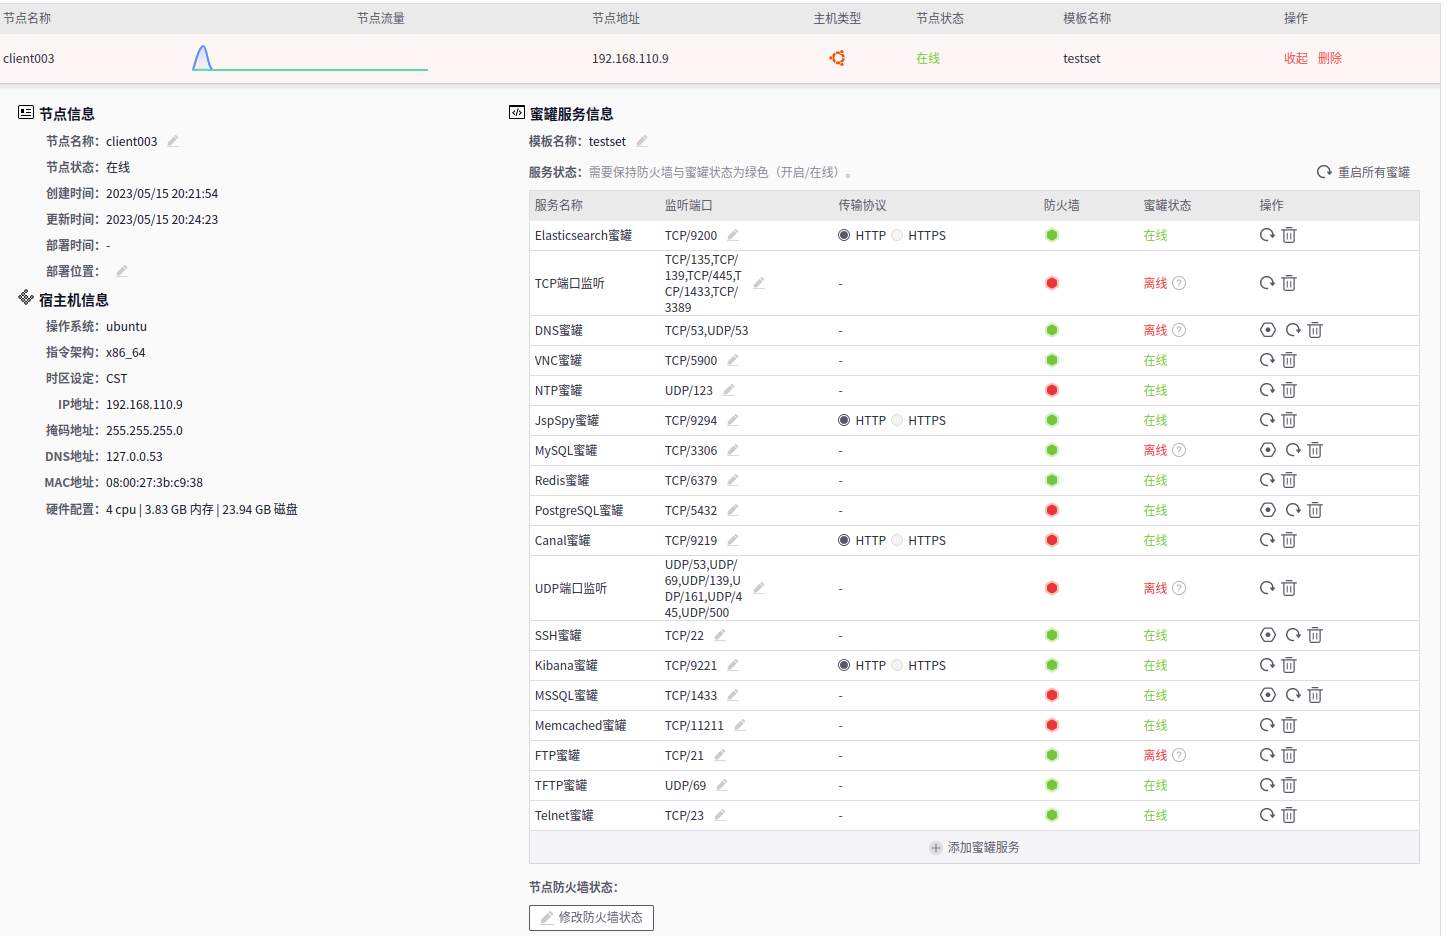 节点名称 节点流量 节点地址 主机类型 节点状态 模板名称 操作
client003 192.168.110.9 在线 testset 收起 删除
节点信息
节点名称： client003
节点状态： 在线
创建时间： 2023/05/15 20:21:54
更新时间： 2023/05/15 20:24:23
部署时间： -
部署位置：
宿主机信息
操作系统： ubuntu
指令架构： x86_64
时区设定： CST
IP地址： 192.168.110.9
掩码地址： 255.255.255.0
DNS地址： 127.0.0.53
MAC地址： 08:00:27:3b:c9:38
硬件配置： 4 cpu | 3.83 GB 内存 | 23.94 GB 磁盘
蜜罐服务信息
模板名称： testset
服务状态： 需要保持防火墙与蜜罐状态为绿色（开启/在线）。 重启所有蜜罐
服务名称 监听端口 传输协议 防火墙 蜜罐状态 操作
Elasticsearch蜜罐 TCP/9200 HTTP HTTPS 在线
TCP端口监听 TCP/135,TCP/
139,TCP/445,T
CP/1433,TCP/
3389 - 离线 ?
DNS蜜罐 TCP/53,UDP/53 - 离线 ?
VNC蜜罐 TCP/5900 - 在线
NTP蜜罐 UDP/123 - 在线
JspSpy蜜罐 TCP/9294 HTTP HTTPS 在线
MySQL蜜罐 TCP/3306 - 离线 ?
Redis蜜罐 TCP/6379 - 在线
PostgreSQL蜜罐 TCP/5432 - 在线
Canal蜜罐 TCP/9219 HTTP HTTPS 在线
UDP端口监听 UDP/53,UDP/
69,UDP/139,U
DP/161,UDP/4
45,UDP/500 - 离线 ?
SSH蜜罐 TCP/22 - 在线
Kibana蜜罐 TCP/9221 HTTP HTTPS 在线
MSSQL蜜罐 TCP/1433 - 在线
Memcached蜜罐 TCP/11211 - 在线
FTP蜜罐 TCP/21 - 离线 ?
TFTP蜜罐 UDP/69 - 在线
Telnet蜜罐 TCP/23 - 在线
添加蜜罐服务
节点防火墙状态：
修改防火墙状态